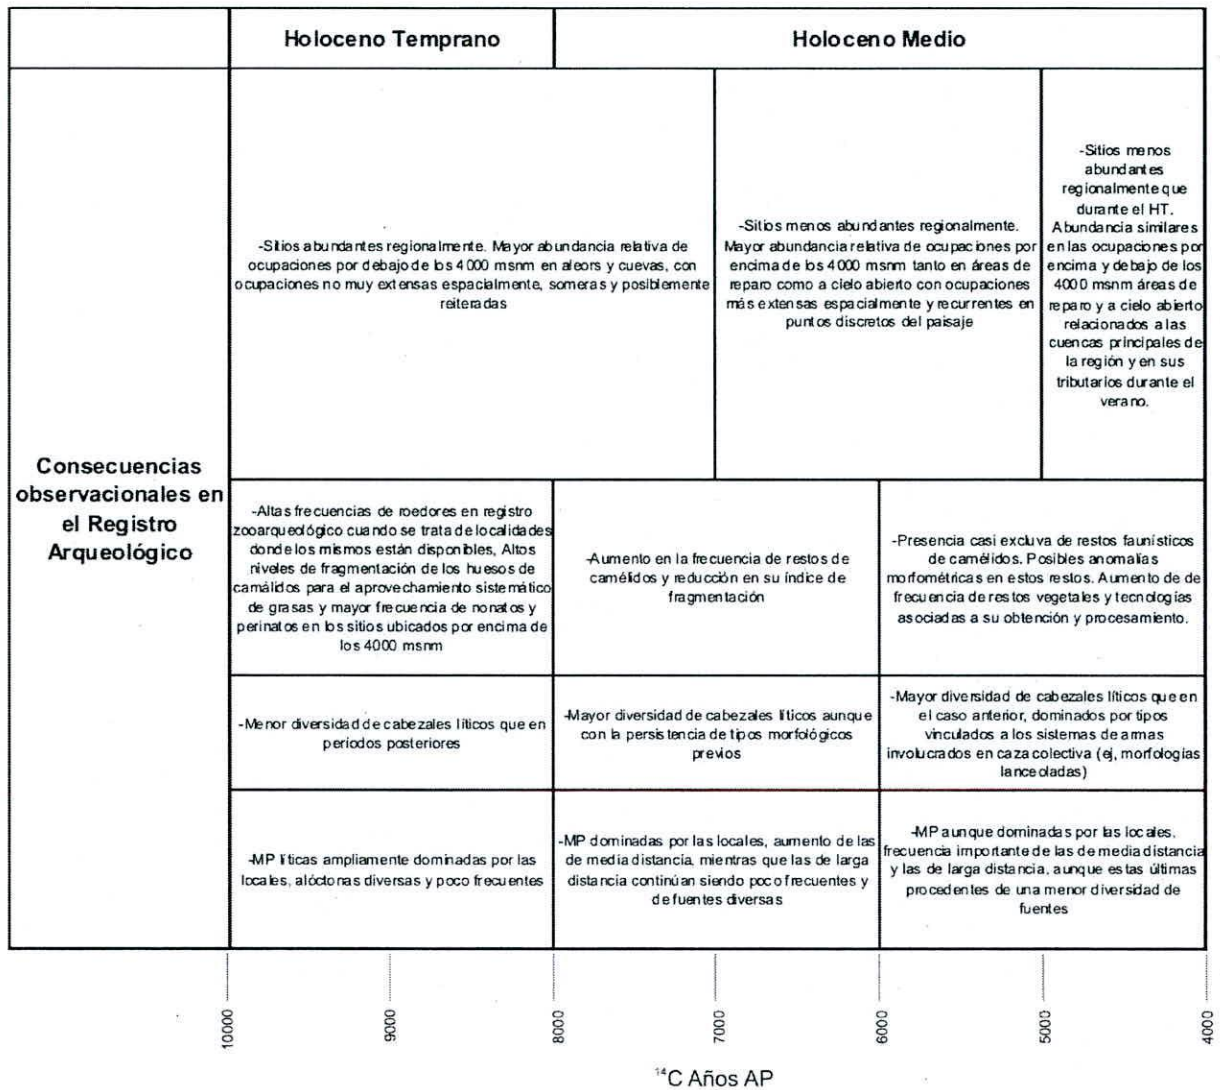 Holoceno Temprano
Holoceno Medio
Consecuencias
observacionales en
el Registro
Arqueológico
-Sitios abundantes regionalmente. Mayor abundancia relativa de
ocupaciones por debajo de los 4000 msnm en aleors y cuevas, con
ocupaciones no muy extensas espacialmente, someras y posiblemente
reiteradas
-Sitios menos abundantes regionalmente.
Mayor abundancia relativa de ocupaciones por
encima de los 4000 msnm tanto en áreas de
reparo como a cielo abierto con ocupaciones
más extensas espacialmente y recurrentes en
puntos discretos del paisaje
-Sitios menos
abundantes
regionalmente que
durante el HT.
Abundancia similares
en las ocupaciones por
encima y debajo de los
4000 msnm áreas de
reparo y a cielo abierto
relacionados a las
cuencas principales de
la región y en sus
tributarios durante el
verano.
-Altas frecuencias de roedores en registro
zooarqueológico cuando se trata de localidades
donde los mismos están disponibles, Altos
niveles de fragmentación de los huesos de
camálidos para el aprovechamiento sistemático
de grasas y mayor frecuencia de nonatos y
perinatos en los sitios ubicados por encima de
los 4000 msnm
-Aumento en la frecuencia de restos de
camélidos y reducción en su índice de
fragmentación
-Presencia casi excluva de restos faunísticos
de camélidos. Posibles anomalías
morfométricas en estos restos. Aumento de de
frecuencia de restos vegetales y tecnologías
asociadas a su obtención y procesamiento.
-Menor diversidad de cabezales líticos que en
períodos posteriores
-Mayor diversidad de cabezales líticos aunque
con la persistencia de tipos morfológicos
previos
-Mayor diversidad de cabezales líticos que en
el caso anterior, dominados por tipos
vinculados a los sistemas de armas
involucrados en caza colectiva (ej, morfologías
lanceoladas)
-MP líticas ampliamente dominadas por las
locales, alóctonas diversas y poco frecuentes
-MP dominadas por las locales, aumento de las
de media distancia, mientras que las de larga
distancia continúan siendo poco frecuentes y
de fuentes diversas
-MP aunque dominadas por las locales,
frecuencia importante de las de media distancia
y las de larga distancia, aunque estas últimas
procedentes de una menor diversidad de
fuentes
10000
9000
8000
7000
6000
5000
4000
¹⁴C Años AP